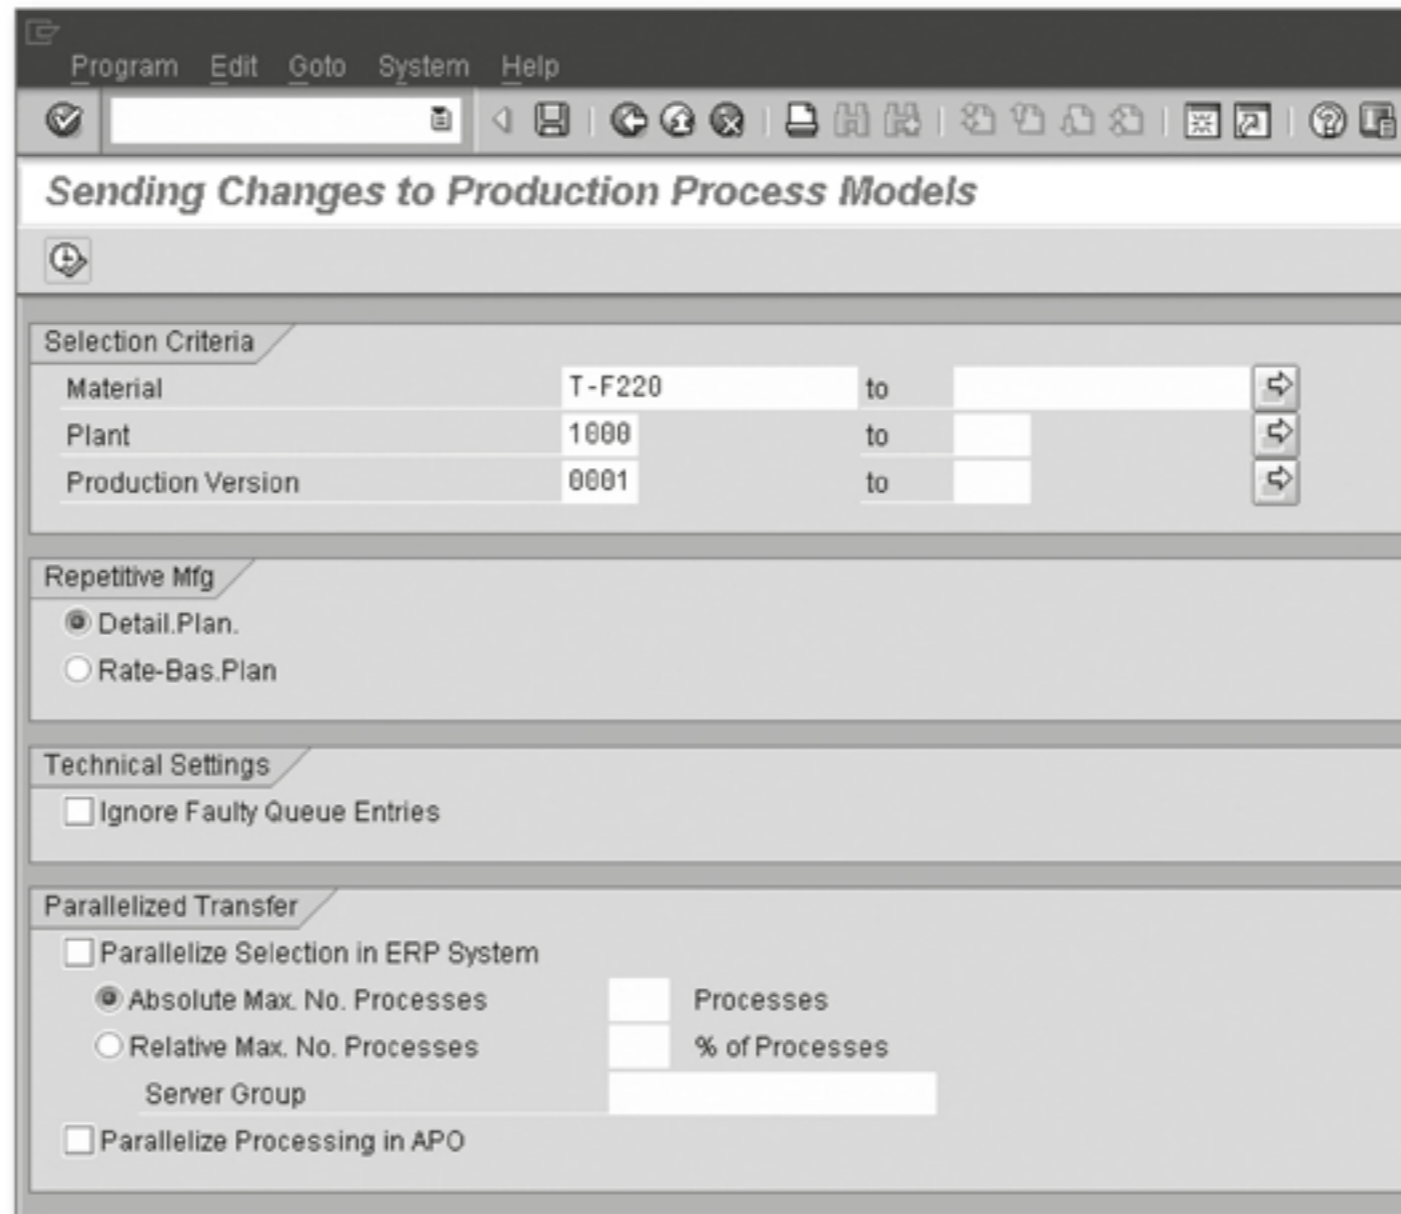 Program Edit Goto System Help
Sending Changes to Production Process Models
Selection Criteria
Material T-F220 to
Plant 1000 to
Production Version 0001 to
Repetitive Mfg
Detail.Plan.
Rate-Bas.Plan
Technical Settings
Ignore Faulty Queue Entries
Parallelized Transfer
Parallelize Selection in ERP System
Absolute Max. No. Processes Processes
Relative Max. No. Processes % of Processes
Server Group
Parallelize Processing in APO